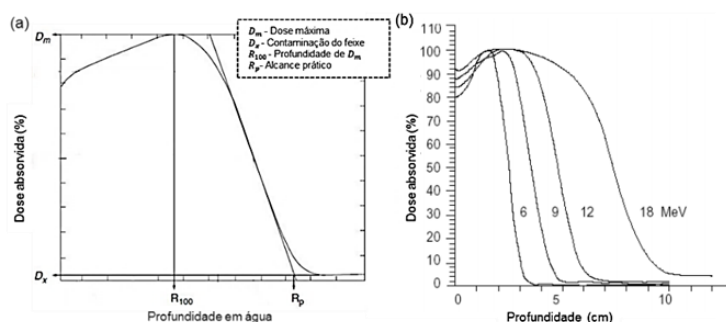 (a)
Dm
Dx
Dose absorvida (%)
R100
Rp
Profundidade em água
Dm - Dose máxima
Dx - Contaminação do feixe
R100 - Profundidade de Dm
Rp - Alcance prático
(b)
Dose absorvida (%)
110
100
90
80
70
60
50
40
30
20
10
0
6 9 12 18 MeV
0 5 10
Profundidade (cm)